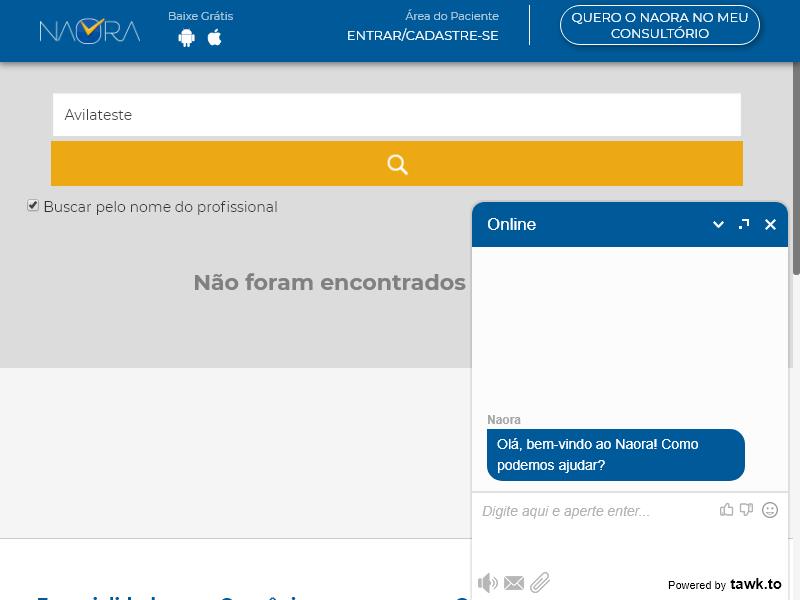 NAORA
Baixe Grátis
Área do Paciente
ENTRAR/CADASTRE-SE
QUERO O NAORA NO MEU
CONSULTÓRIO
Avilateste
Buscar pelo nome do profissional
Não foram encontrados
Online
Naora
Olá, bem-vindo ao Naora! Como
podemos ajudar?
Digite aqui e aperte enter...
Powered by tawk.to